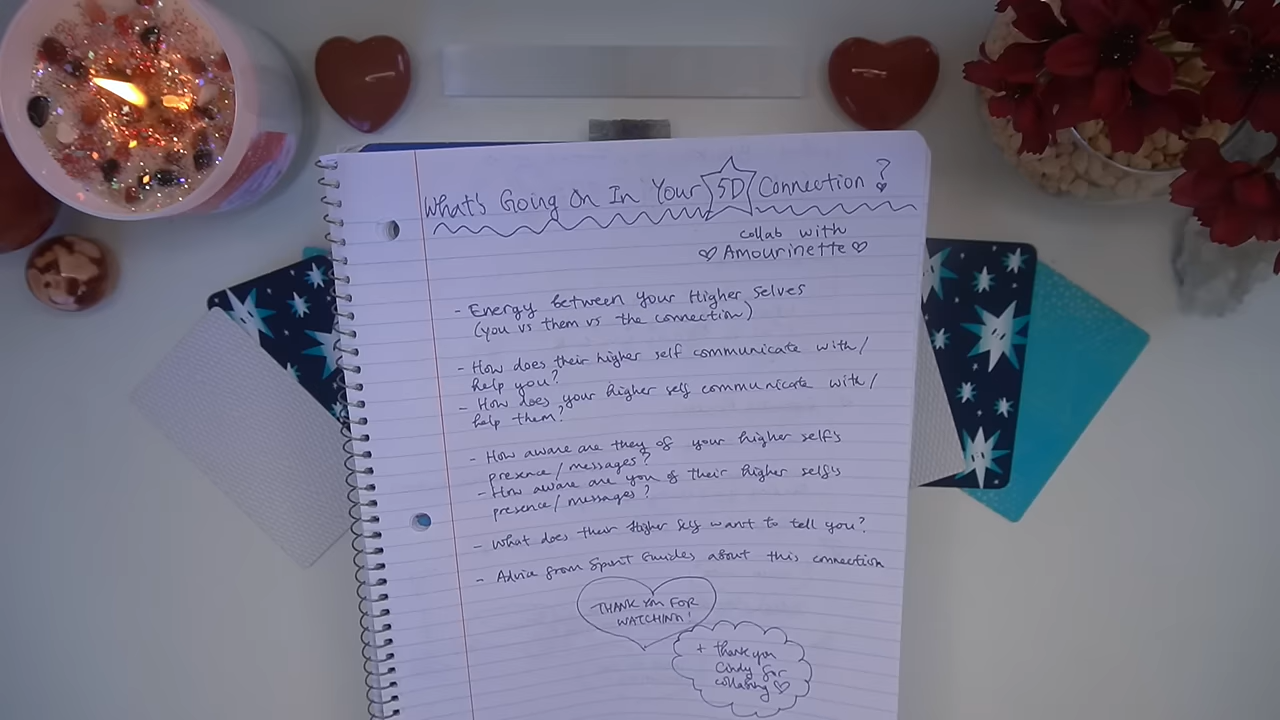 What's Going On In Your 5D Connection?
collab with
♡ Amourinette ♡
- Energy between your Higher selves
(you vs them vs the connection)
- How does their higher self communicate with/
help you?
- How does your higher self communicate with/
help them?
- How aware are they of your higher self's
presence/messages?
- How aware are you of their higher self's
presence/messages?
- What does their Higher Self want to tell you?
- Advice from Spirit Guides about this connection
THANK YOU FOR
WATCHING!
+ thank you
Cindy for
collabing ♡